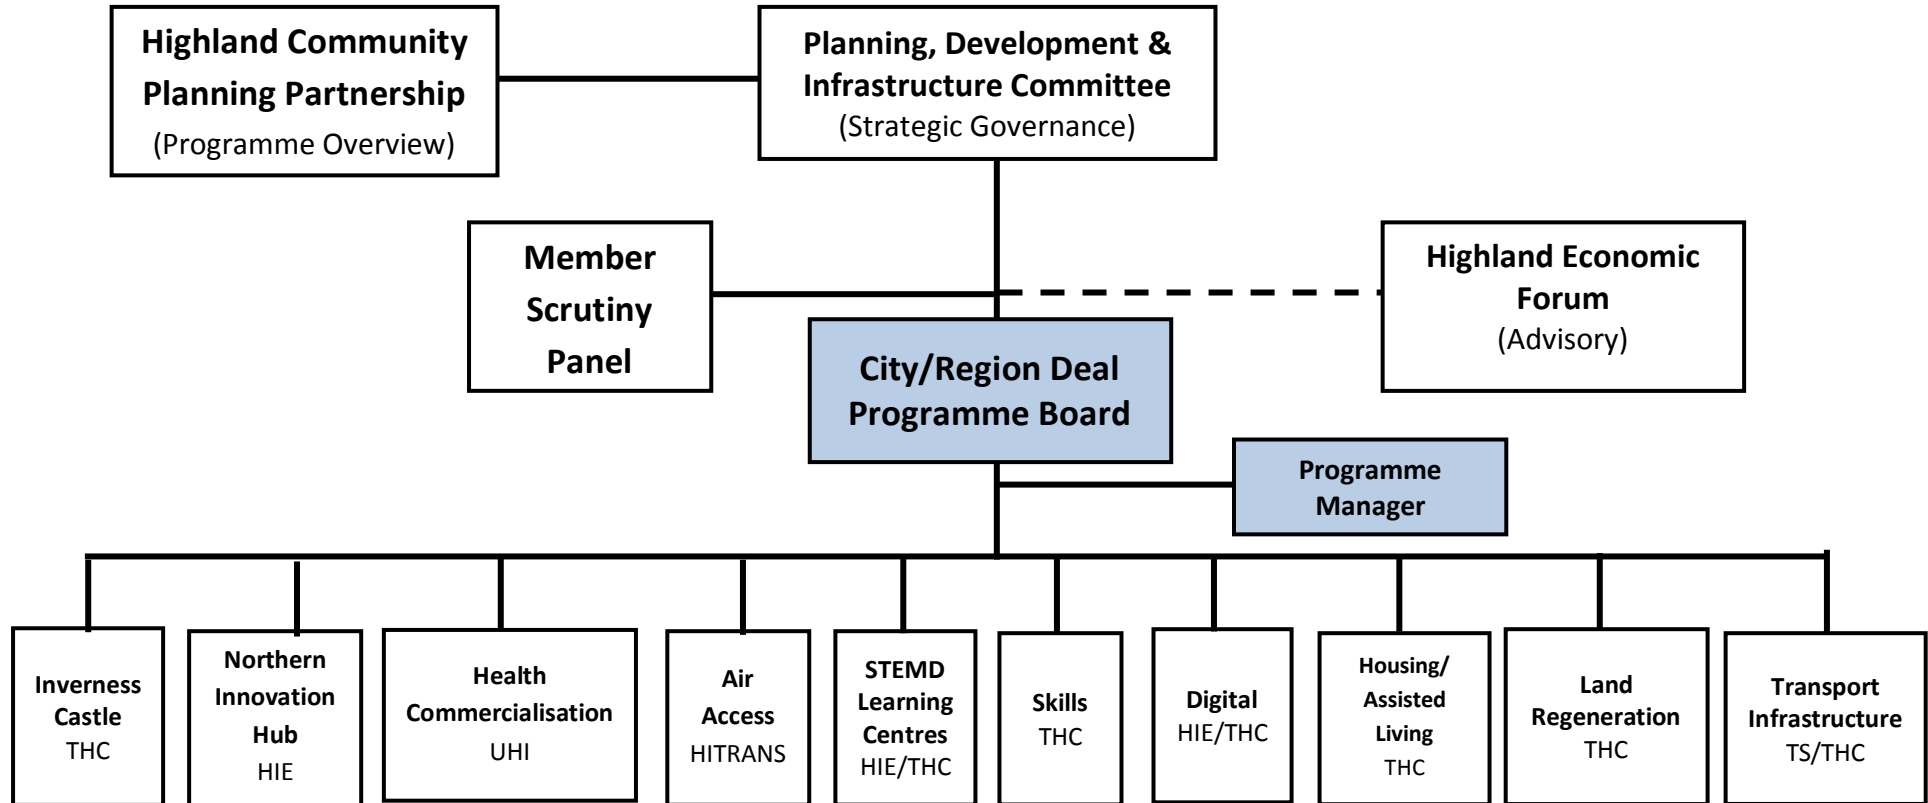 Highland Community
Planning Partnership
(Programme Overview)
Planning, Development &
Infrastructure Committee
(Strategic Governance)
Member
Scrutiny
Panel
Highland Economic
Forum
(Advisory)
City/Region Deal
Programme Board
Programme
Manager
Inverness
Castle
THC
Northern
Innovation
Hub
HIE
Health
Commercialisation
UHI
Air
Access
HITRANS
STEMD
Learning
Centres
HIE/THC
Skills
THC
Digital
HIE/THC
Housing/
Assisted
Living
THC
Land
Regeneration
THC
Transport
Infrastructure
TS/THC